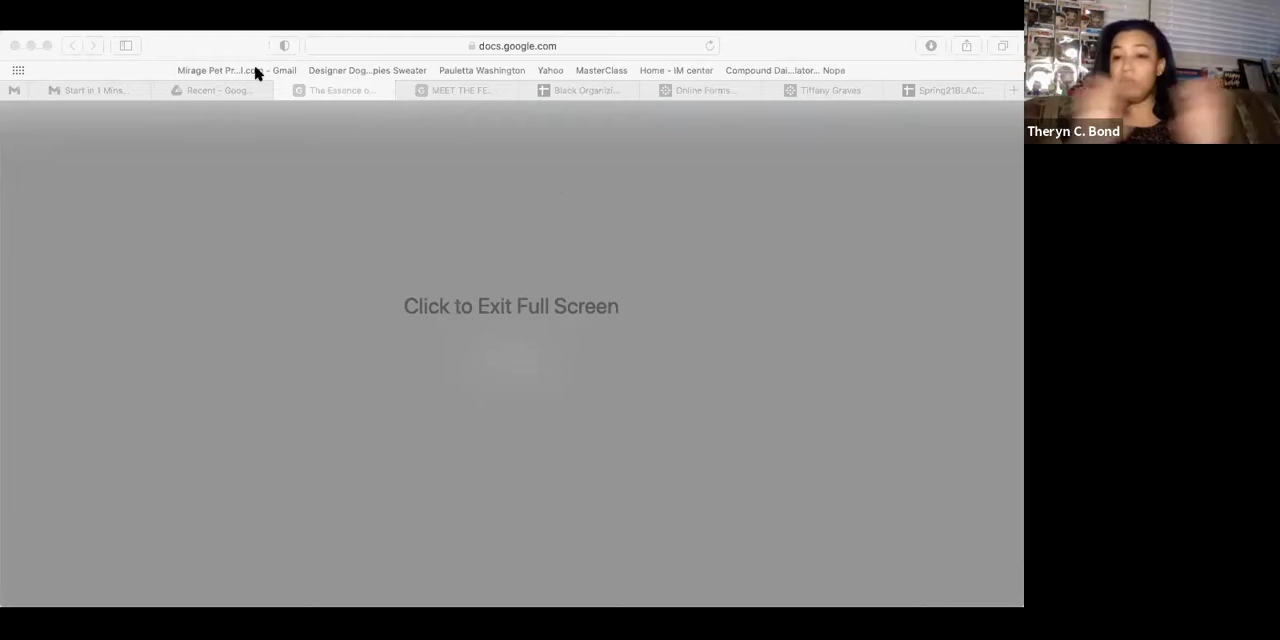 docs.google.com
Mirage Pet Pr...l.com - Gmail Designer Dog...pies Sweater Pauletta Washington Yahoo MasterClass Home - IM center Compound Dai...lator... Nope
Start in 1 Mins... Recent - Goog... The Essence o... MEET THE FE... Black Organizi... Online Forms... Tiffany Graves Spring21BLAC...
Click to Exit Full Screen
Theryn C. Bond